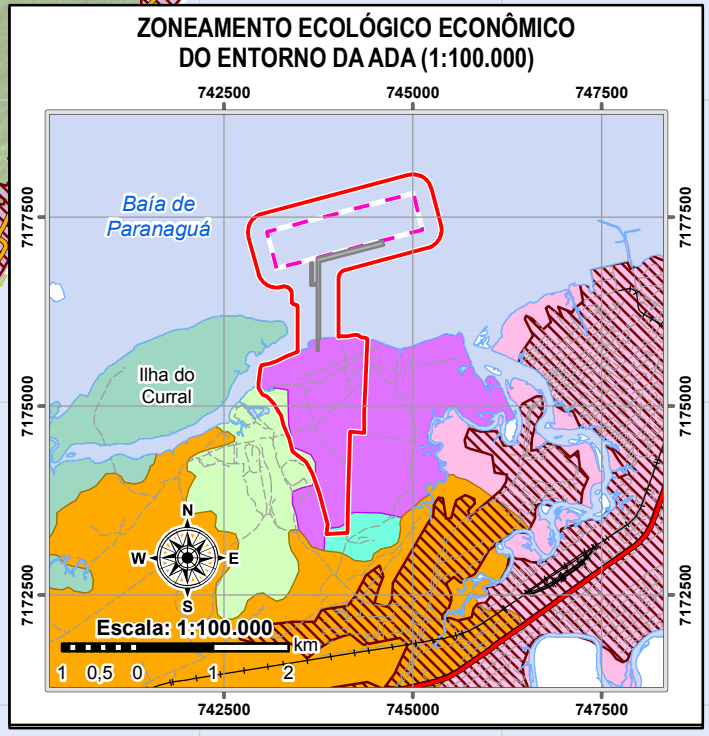 ZONEAMENTO ECOLÓGICO ECONÔMICO
DO ENTORNO DA ADA (1:100.000)
742500 745000 747500
7177500 7177500
Baía de
Paranaguá
Ilha do
Curral
7175000 7175000
N
W E
S
7172500 7172500
Escala: 1:100.000
km
1 0,5 0 1 2
742500 745000 747500